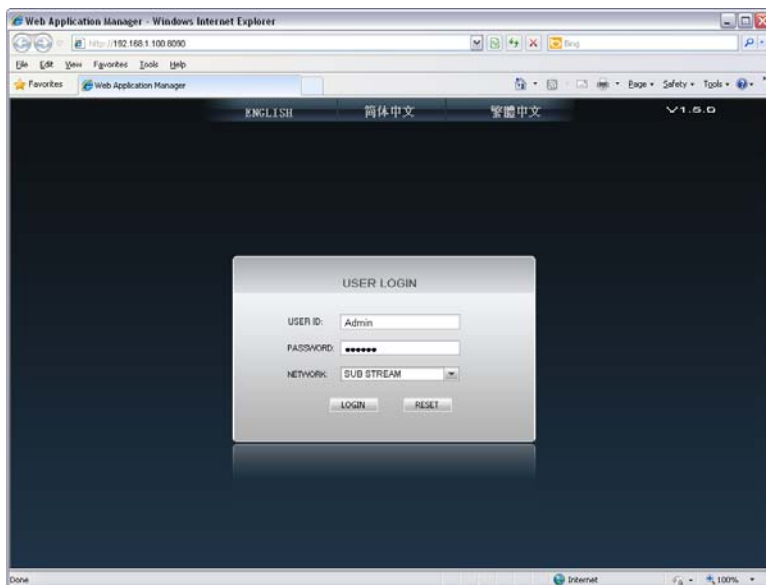 Web Application Manager - Windows Internet Explorer
http://192.168.1.100:8090
Bing
File Edit View Favorites Tools Help
Favorites Web Application Manager Page Safety Tools
ENGLISH 简体中文 繁體中文 V1.5.0
USER LOGIN
USER ID: Admin
PASSWORD: ●●●●●●
NETWORK: SUB STREAM
LOGIN RESET
Done Internet 100%